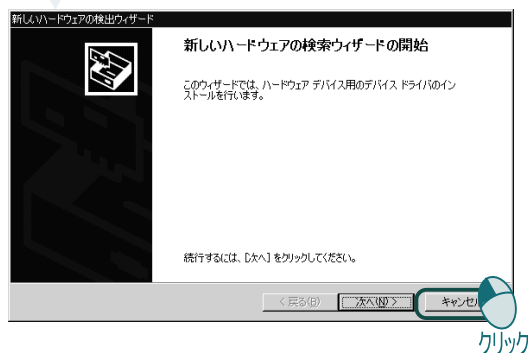 新しいハードウェアの検出ウィザード
新しいハードウェアの検索ウィザードの開始
このウィザードでは、ハードウェア デバイス用のデバイス ドライバのイン
ストールを行います。
続行するには、[次へ] をクリックしてください。
< 戻る(B)
次へ(N) >
キャンセル
クリック